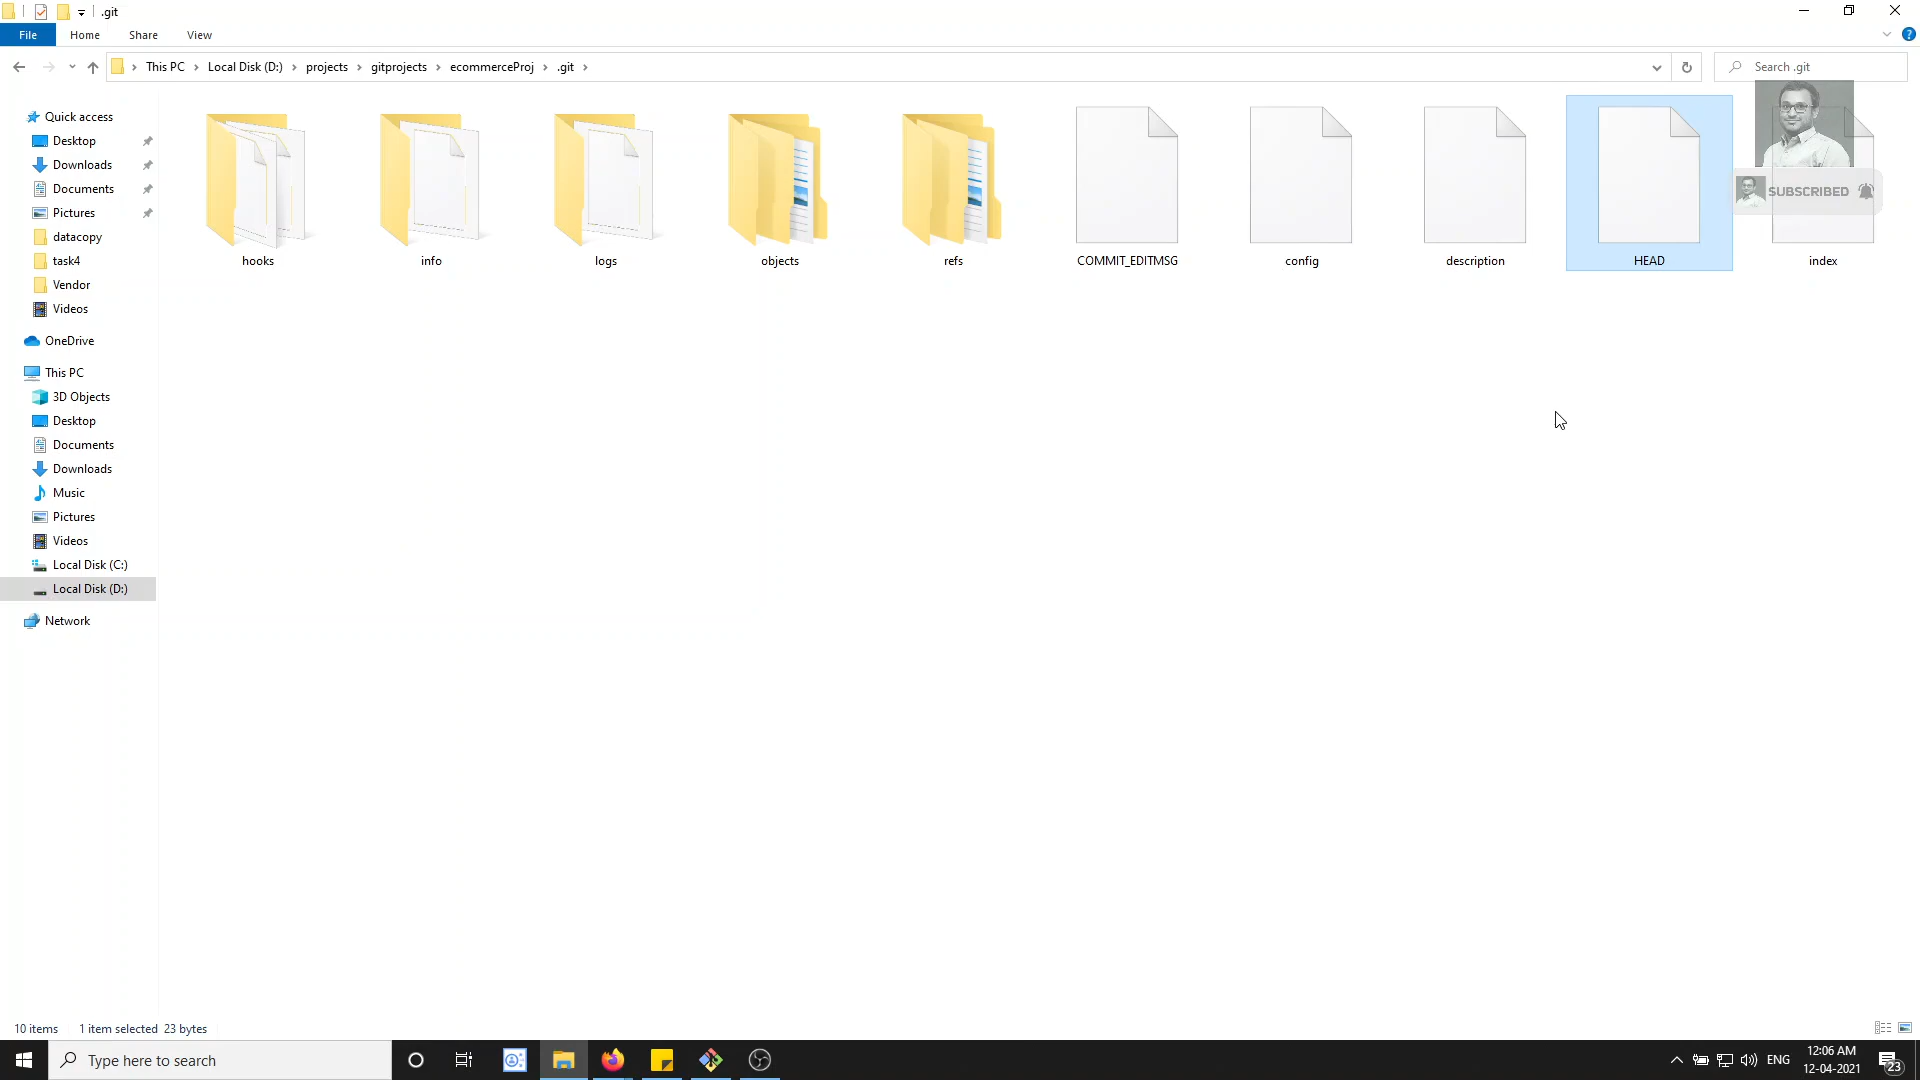 .git
File Home Share View
This PC Local Disk (D:) projects gitprojects ecommerceProj .git
Search .git
Quick access
Desktop
Downloads
Documents
Pictures
datacopy
task4
Vendor
Videos
OneDrive
This PC
3D Objects
Desktop
Documents
Downloads
Music
Pictures
Videos
Local Disk (C:)
Local Disk (D:)
Network
hooks info logs objects refs COMMIT_EDITMSG config description HEAD index
SUBSCRIBED
10 items 1 item selected 23 bytes
Type here to search
ENG
12:06 AM
12-04-2021
23